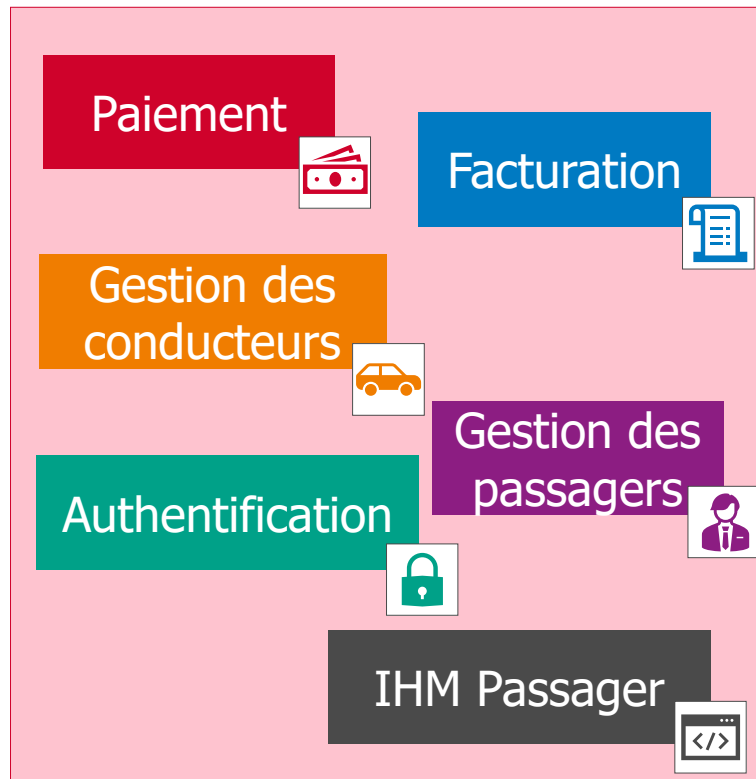 Paiement
Facturation
Gestion des
conducteurs
Gestion des
passagers
Authentification
IHM Passager